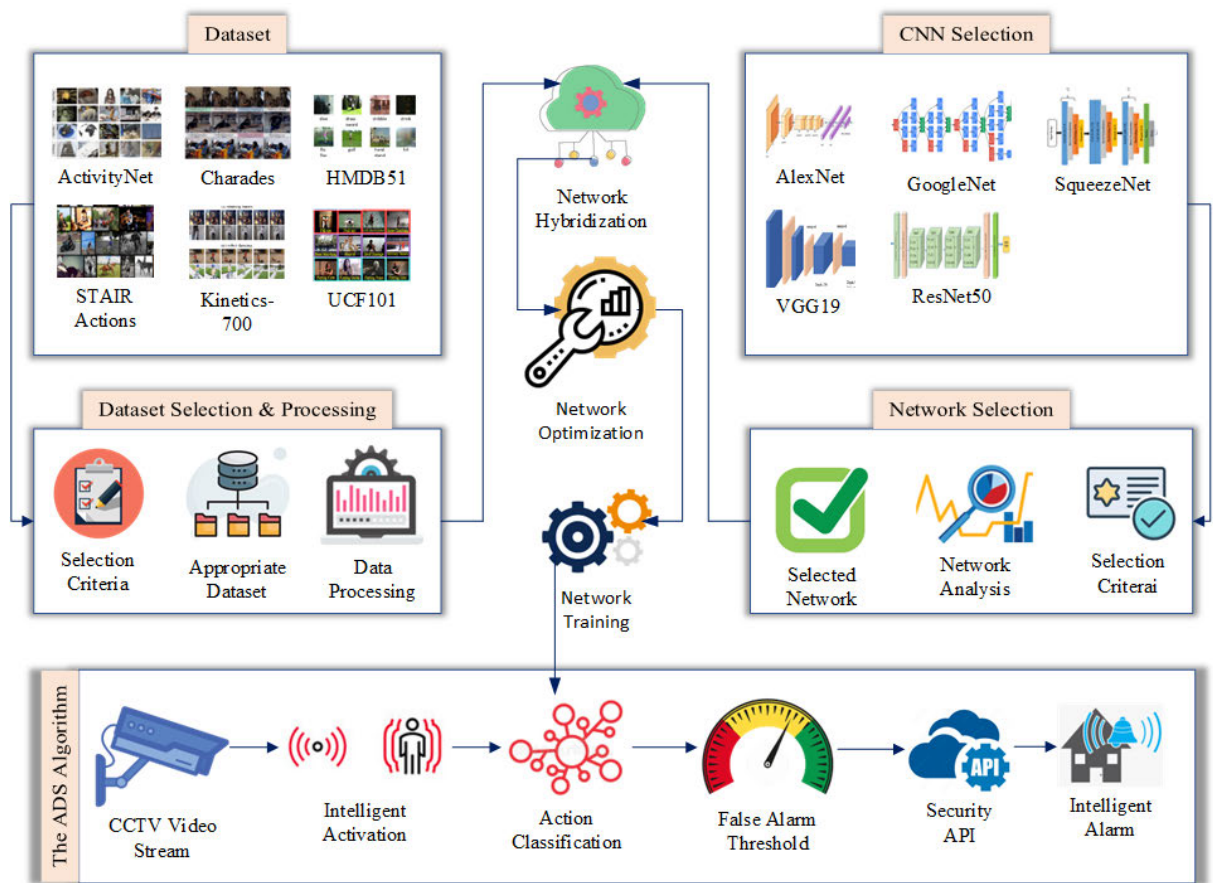 Dataset
ActivityNet
Charades
HMDB51
STAIR
Actions
Kinetics-
700
UCF101
CNN Selection
AlexNet
GoogleNet
SqueezeNet
VGG19
ResNet50
Network
Hybridization
Network
Optimization
Network
Training
Dataset Selection & Processing
Selection
Criteria
Appropriate
Dataset
Data
Processing
Network Selection
Selected
Network
Network
Analysis
Selection
Criterai
The ADS Algorithm
CCTV Video
Stream
Intelligent
Activation
Action
Classification
False Alarm
Threshold
API
Security
API
Intelligent
Alarm